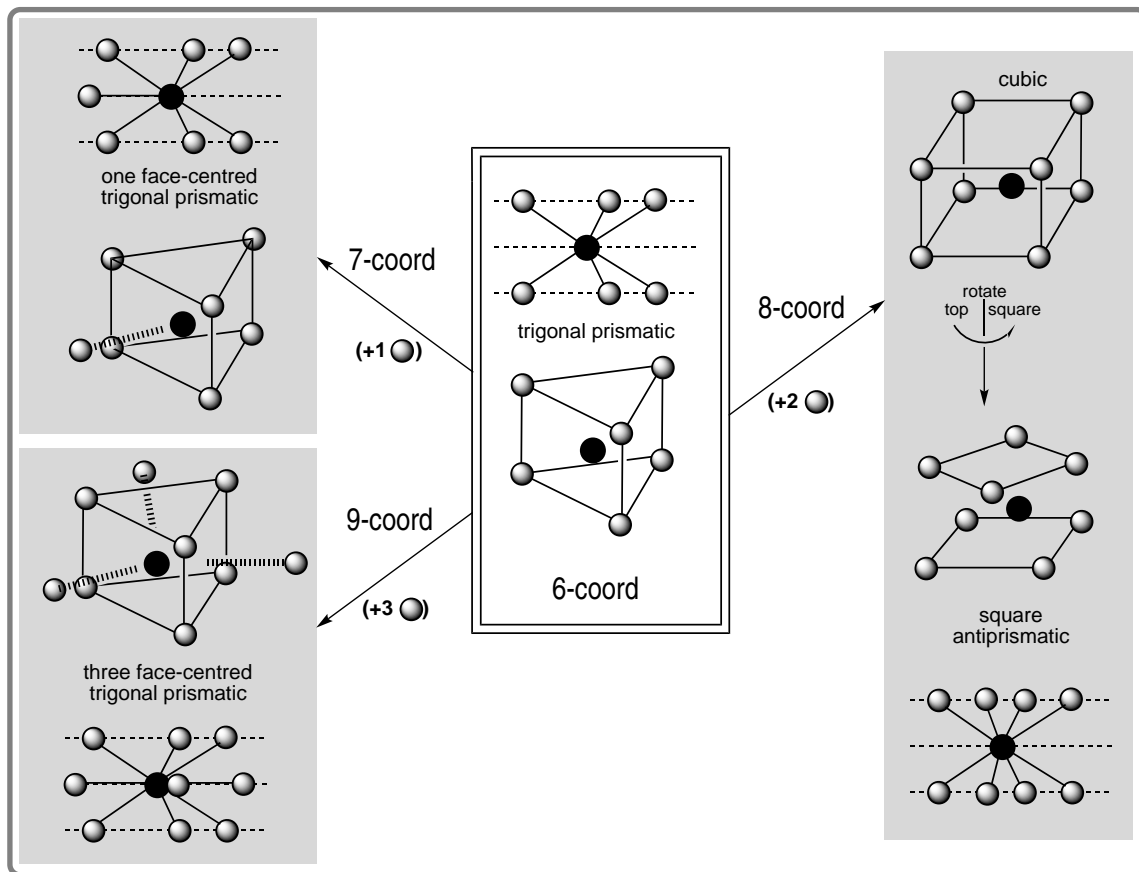 one face-centred
trigonal prismatic
7-coord
(+1 )
9-coord
(+3 )
three face-centred
trigonal prismatic
trigonal prismatic
6-coord
8-coord
(+2 )
cubic
rotate
top square
square
antiprismatic